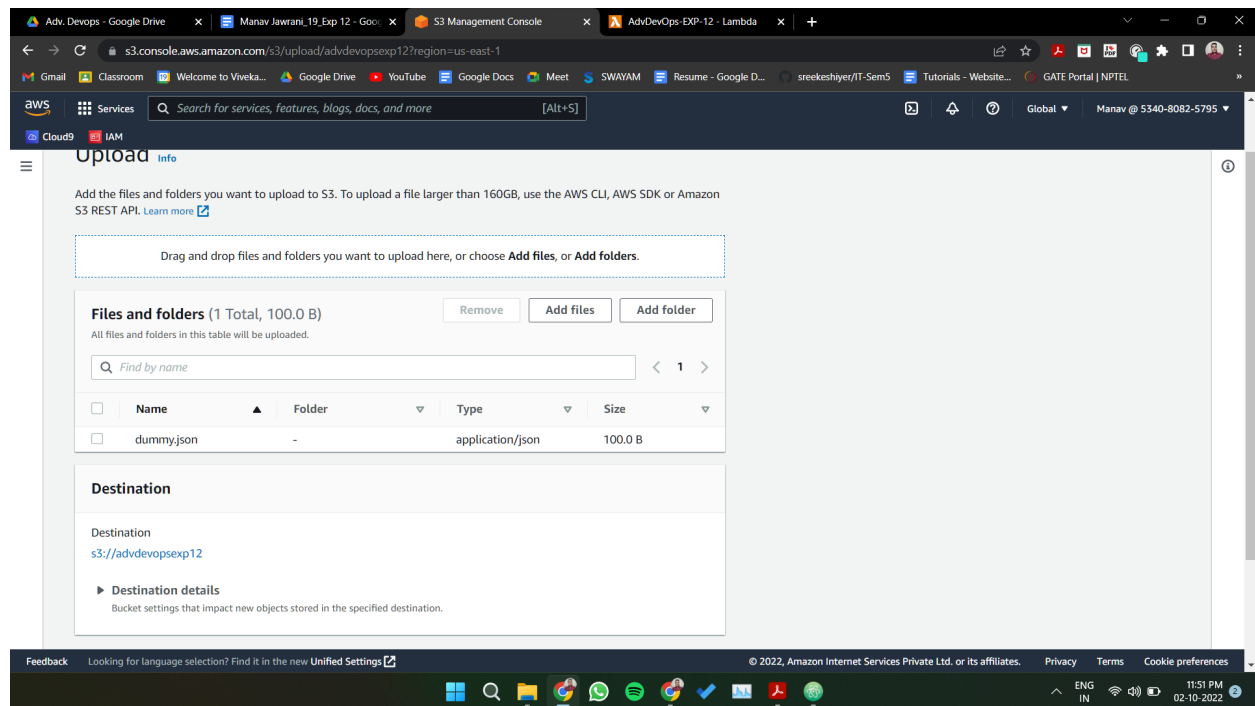 Adv. Devops - Google Drive
Manav Jawrani_19_Exp 12 - Goog
S3 Management Console
AdvDevOps-EXP-12 - Lambda
s3.console.aws.amazon.com/s3/upload/advdevopsexp12?region=us-east-1
Gmail Classroom Welcome to Viveka... Google Drive YouTube Google Docs Meet SWAYAM Resume - Google D... sreekeshiyer/IT-Sem5 Tutorials - Website... GATE Portal | NPTEL »
aws Services Search for services, features, blogs, docs, and more [Alt+S] Global ▼ Manav @ 5340-8082-5795 ▼
Cloud9 IAM
Upload Info
Add the files and folders you want to upload to S3. To upload a file larger than 160GB, use the AWS CLI, AWS SDK or Amazon
S3 REST API. Learn more
Drag and drop files and folders you want to upload here, or choose Add files, or Add folders.
Files and folders (1 Total, 100.0 B) Remove Add files Add folder
All files and folders in this table will be uploaded.
Find by name < 1 >
Name ▲ Folder Type Size
dummy.json - application/json 100.0 B
Destination
Destination
s3://advdevopsexp12
▶ Destination details
Bucket settings that impact new objects stored in the specified destination.
Feedback Looking for language selection? Find it in the new Unified Settings © 2022, Amazon Internet Services Private Ltd. or its affiliates. Privacy Terms Cookie preferences
ENG 11:51 PM
IN 02-10-2022 2